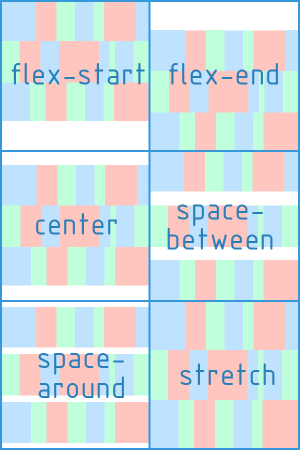 flex-start
flex-end
center
space-
between
space-
around
stretch